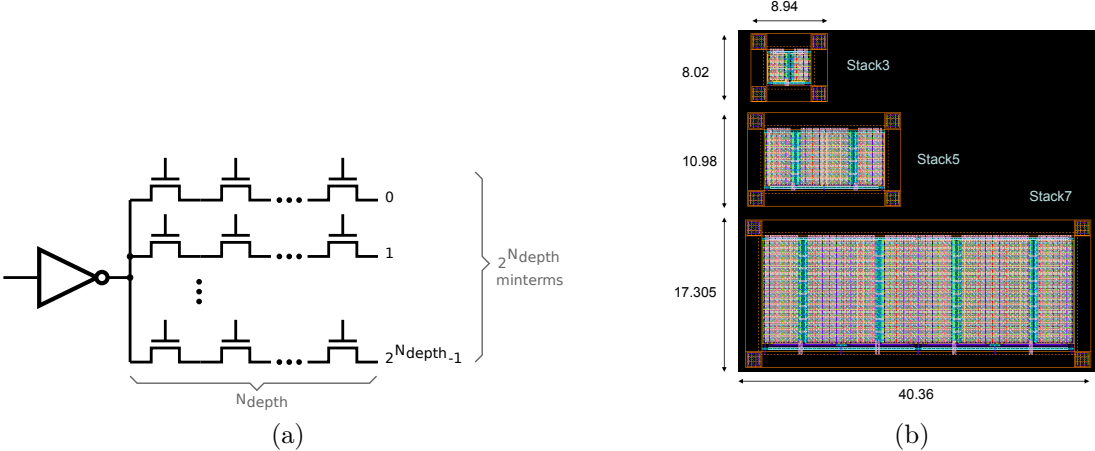 0
1
2^Ndepth-1
2^Ndepth
minterms
Ndepth
(a)
8.94
8.02
Stack3
10.98
Stack5
Stack7
17.305
40.36
(b)